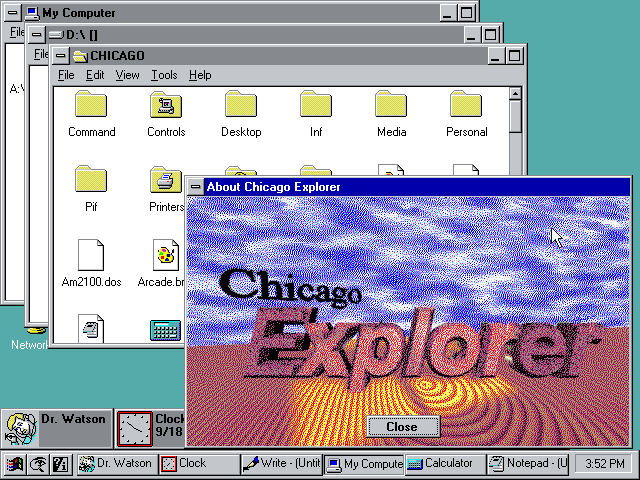 My Computer
File
A:\
D:\ []
File
CHICAGO
File Edit View Tools Help
Command Controls Desktop Inf Media Personal
Pif Printers
Am2100.dos Arcade.br
Network
About Chicago Explorer
Chicago
Explorer
Close
Dr. Watson
Clock
9/18
Dr. Watson Clock Write - (Untit My Compute Calculator Notepad - (U 3:52 PM